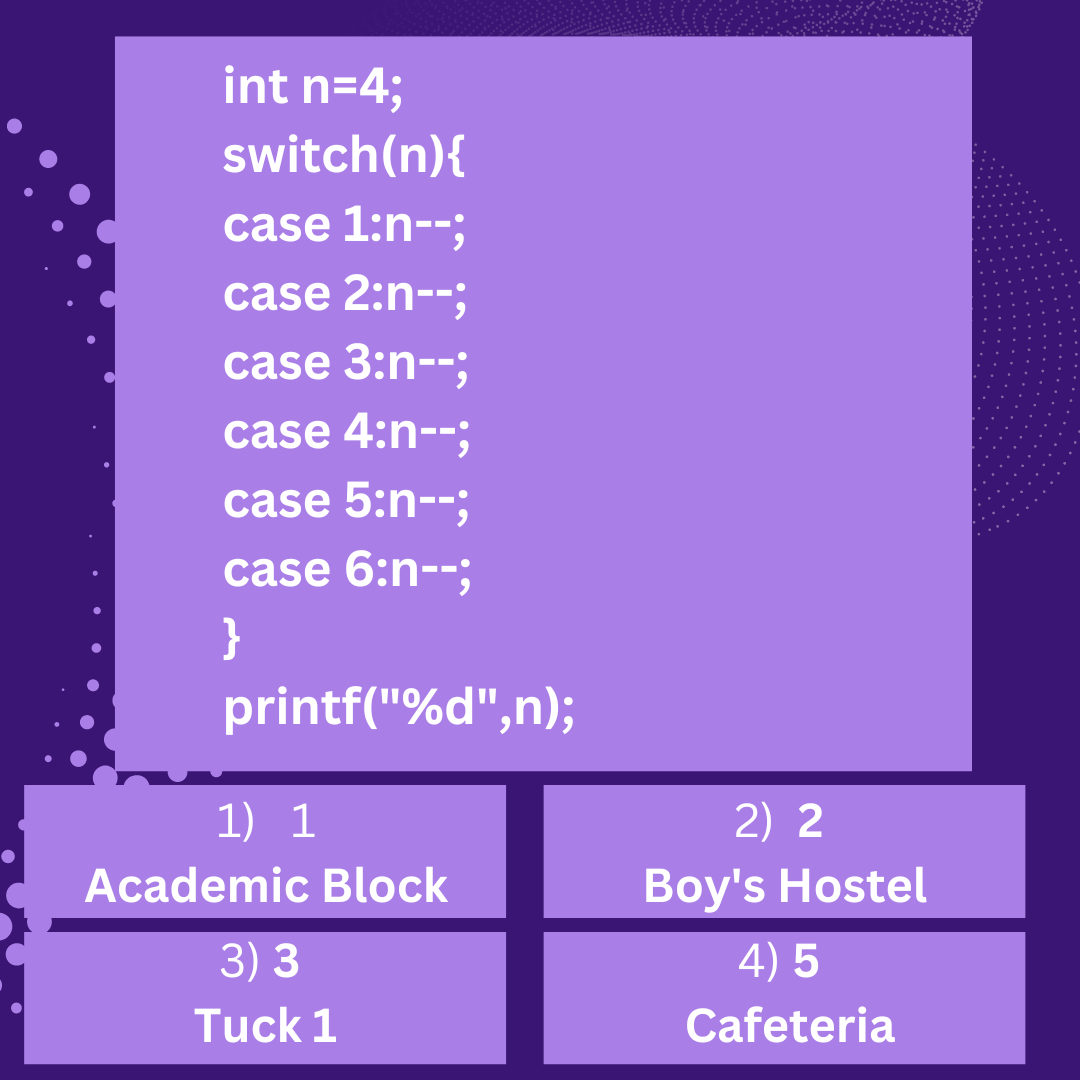 int n=4;
switch(n){
case 1:n--;
case 2:n--;
case 3:n--;
case 4:n--;
case 5:n--;
case 6:n--;
}
printf("%d",n);
1) 1
Academic Block
2) 2
Boy's Hostel
3) 3
Tuck 1
4) 5
Cafeteria